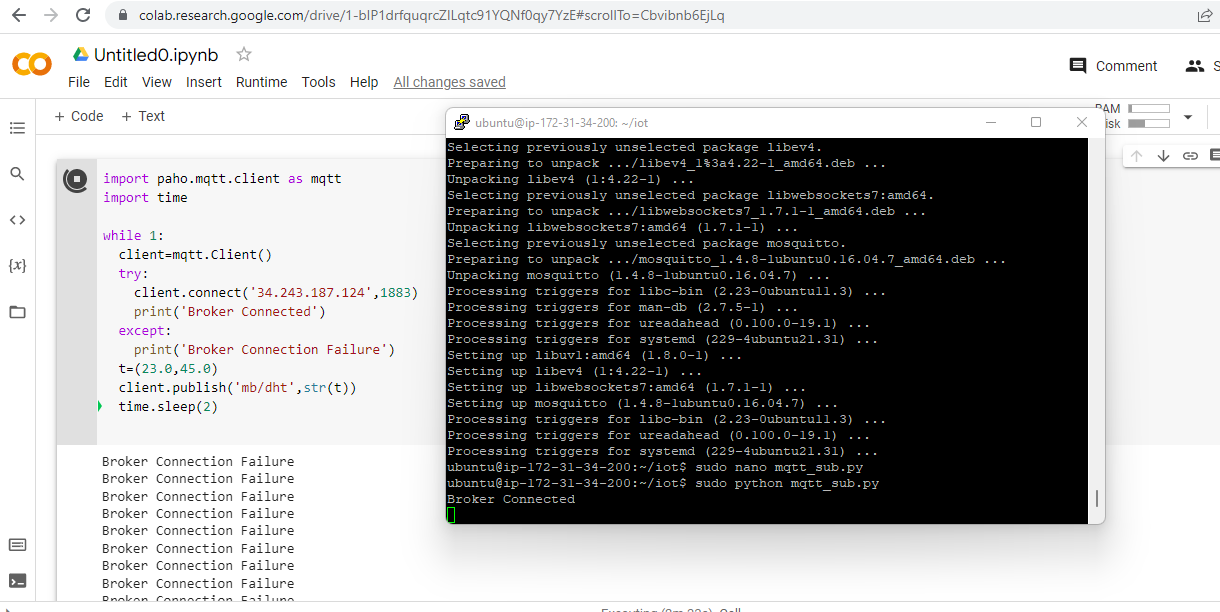 colab.research.google.com/drive/1-bIP1drfquqrcZILqtc91YQNf0qy7YzE#scrollTo=Cbvibnb6EjLq
Untitled0.ipynb
File Edit View Insert Runtime Tools Help All changes saved
Comment
S
+ Code + Text
RAM
isk
{x}
import paho.mqtt.client as mqtt
import time
while 1:
client=mqtt.Client()
try:
client.connect('34.243.187.124',1883)
print('Broker Connected')
except:
print('Broker Connection Failure')
t=(23.0,45.0)
client.publish('mb/dht',str(t))
time.sleep(2)
Broker Connection Failure
Broker Connection Failure
Broker Connection Failure
Broker Connection Failure
Broker Connection Failure
Broker Connection Failure
Broker Connection Failure
Broker Connection Failure
Broker Connection Failure
ubuntu@ip-172-31-34-200: ~/iot
Selecting previously unselected package libev4.
Preparing to unpack .../libev4_1%3a4.22-1_amd64.deb ...
Unpacking libev4 (1:4.22-1) ...
Selecting previously unselected package libwebsockets7:amd64.
Preparing to unpack .../libwebsockets7_1.7.1-1_amd64.deb ...
Unpacking libwebsockets7:amd64 (1.7.1-1) ...
Selecting previously unselected package mosquitto.
Preparing to unpack .../mosquitto_1.4.8-1ubuntu0.16.04.7_amd64.deb ...
Unpacking mosquitto (1.4.8-1ubuntu0.16.04.7) ...
Processing triggers for libc-bin (2.23-0ubuntu11.3) ...
Processing triggers for man-db (2.7.5-1) ...
Processing triggers for ureadahead (0.100.0-19.1) ...
Processing triggers for systemd (229-4ubuntu21.31) ...
Setting up libuv1:amd64 (1.8.0-1) ...
Setting up libev4 (1:4.22-1) ...
Setting up libwebsockets7:amd64 (1.7.1-1) ...
Setting up mosquitto (1.4.8-1ubuntu0.16.04.7) ...
Processing triggers for libc-bin (2.23-0ubuntu11.3) ...
Processing triggers for ureadahead (0.100.0-19.1) ...
Processing triggers for systemd (229-4ubuntu21.31) ...
ubuntu@ip-172-31-34-200:~/iot$ sudo nano mqtt_sub.py
ubuntu@ip-172-31-34-200:~/iot$ sudo python mqtt_sub.py
Broker Connected